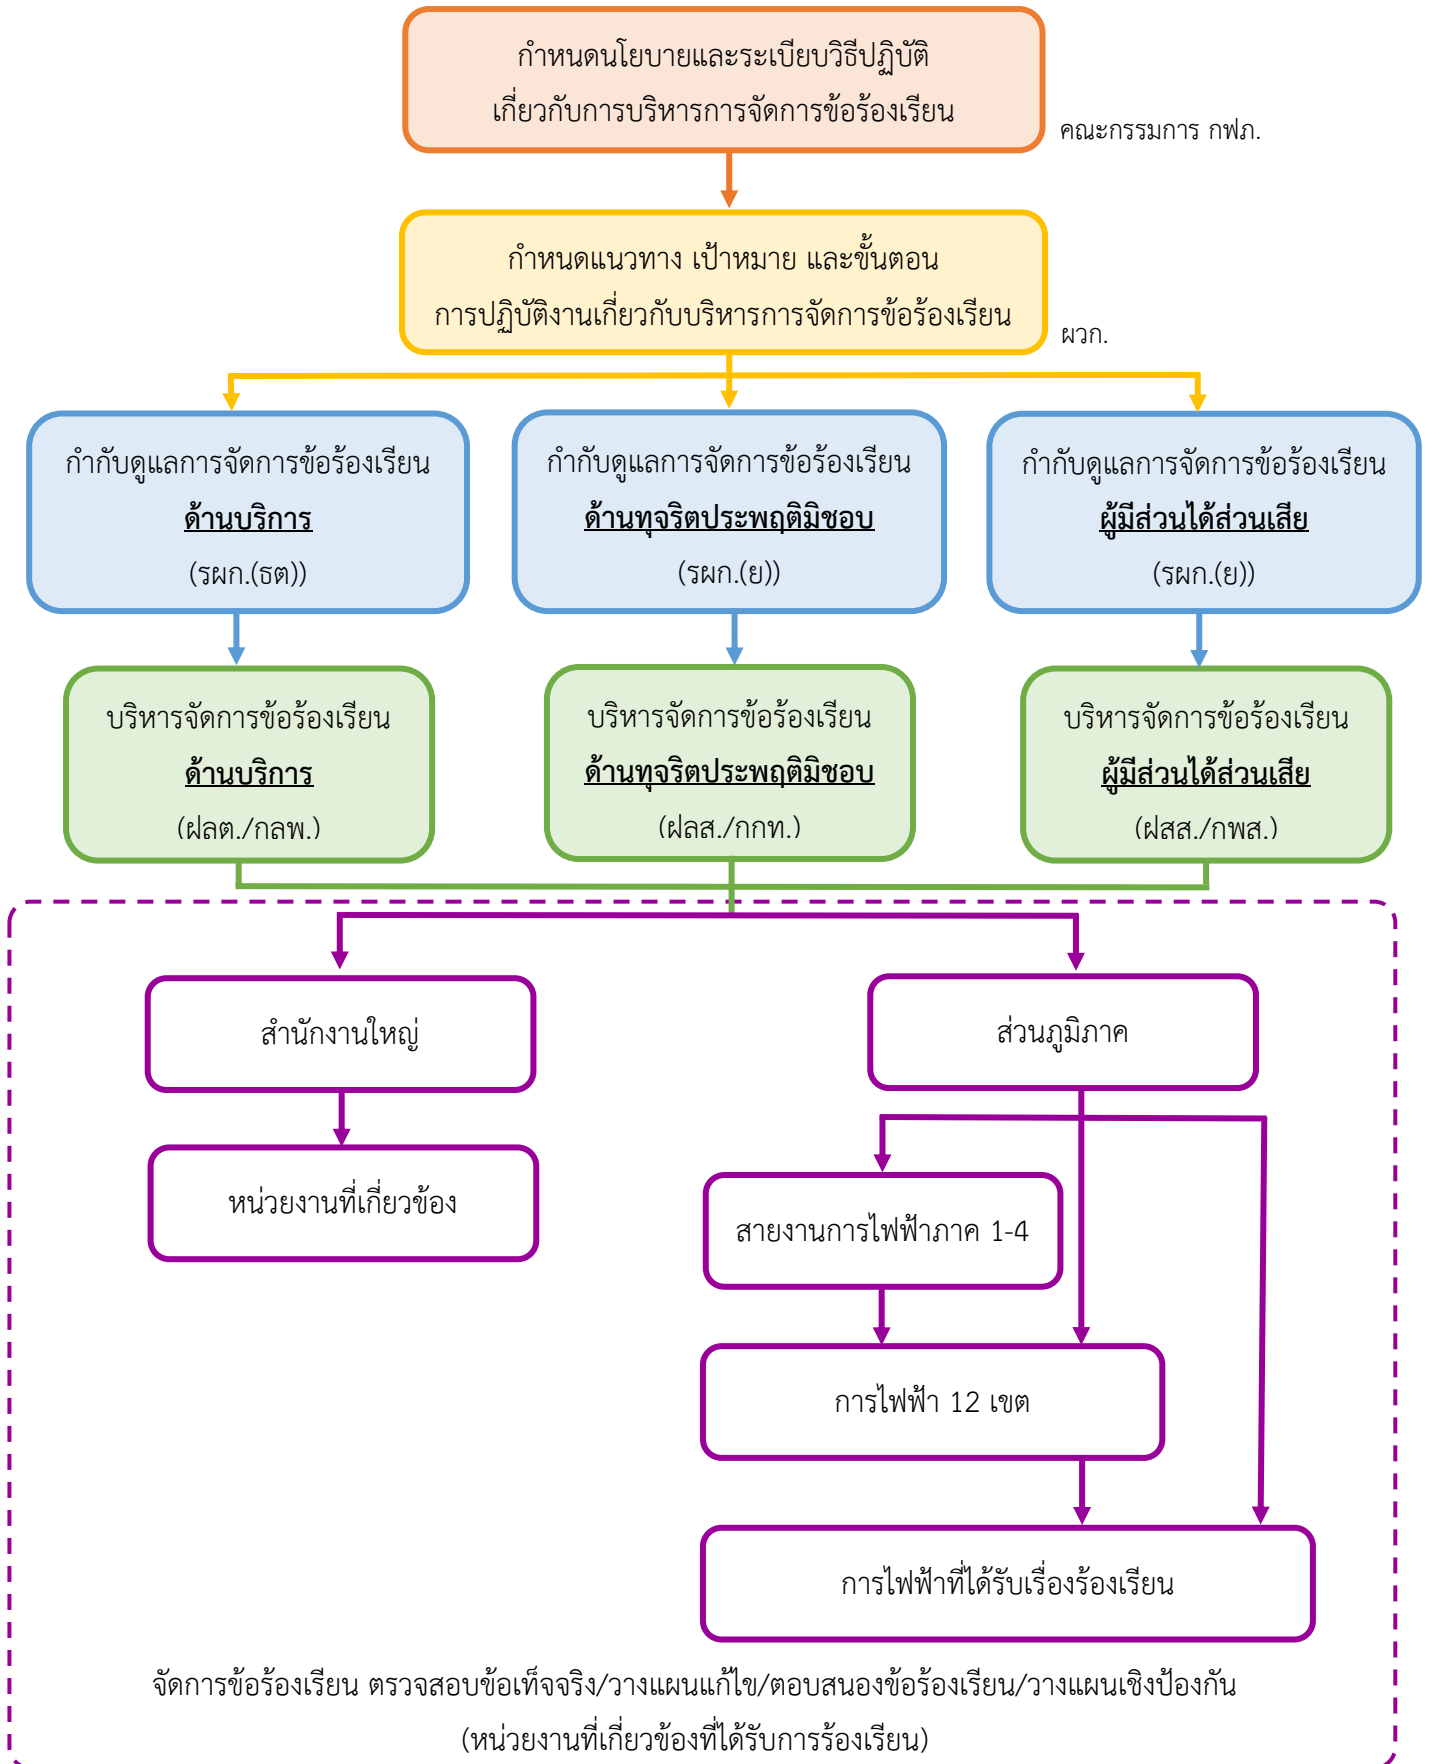 กำหนดนโยบายและระเบียบวิธีปฏิบัติ
เกี่ยวกับการบริหารการจัดการข้อร้องเรียน
คณะกรรมการ กฟภ.
กำหนดแนวทาง เป้าหมาย และขั้นตอน
การปฏิบัติงานเกี่ยวกับบริหารการจัดการข้อร้องเรียน
ผวก.
กำกับดูแลการจัดการข้อร้องเรียน
ด้านบริการ
(รผก.(ธต))
กำกับดูแลการจัดการข้อร้องเรียน
ด้านทุจริตประพฤติมิชอบ
(รผก.(ย))
กำกับดูแลการจัดการข้อร้องเรียน
ผู้มีส่วนได้ส่วนเสีย
(รผก.(ย))
บริหารจัดการข้อร้องเรียน
ด้านบริการ
(ฝลต./กลพ.)
บริหารจัดการข้อร้องเรียน
ด้านทุจริตประพฤติมิชอบ
(ฝลส./กกท.)
บริหารจัดการข้อร้องเรียน
ผู้มีส่วนได้ส่วนเสีย
(ฝสส./กพส.)
สำนักงานใหญ่
ส่วนภูมิภาค
หน่วยงานที่เกี่ยวข้อง
สายงานการไฟฟ้าภาค 1-4
การไฟฟ้า 12 เขต
การไฟฟ้าที่ได้รับเรื่องร้องเรียน
จัดการข้อร้องเรียน ตรวจสอบข้อเท็จจริง/วางแผนแก้ไข/ตอบสนองข้อร้องเรียน/วางแผนเชิงป้องกัน
(หน่วยงานที่เกี่ยวข้องที่ได้รับการร้องเรียน)